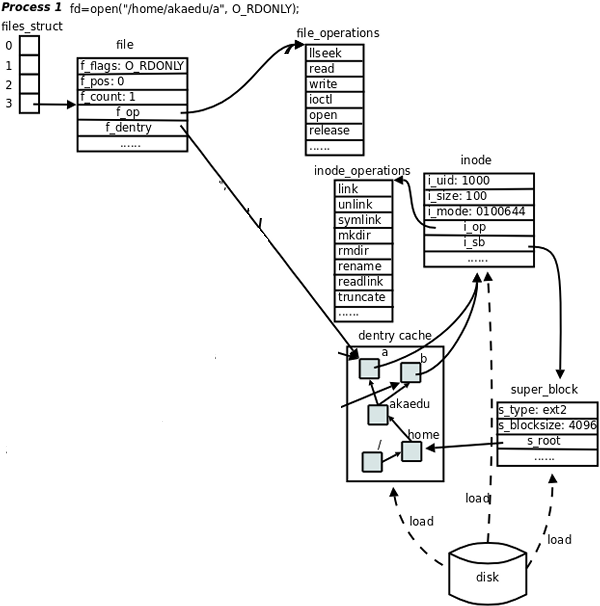 Process 1 fd=open("/home/akaedu/a", O_RDONLY);
files_struct
0
1
2
3
file
f_flags: O_RDONLY
f_pos: 0
f_count: 1
f_op
f_dentry
......
file_operations
llseek
read
write
ioctl
open
release
......
inode_operations
link
unlink
symlink
mkdir
rmdir
rename
readlink
truncate
......
inode
i_uid: 1000
i_size: 100
i_mode: 0100644
i_op
i_sb
......
dentry cache
a
b
akaedu
home
/
super_block
s_type: ext2
s_blocksize: 4096
s_root
......
load
load
load
disk